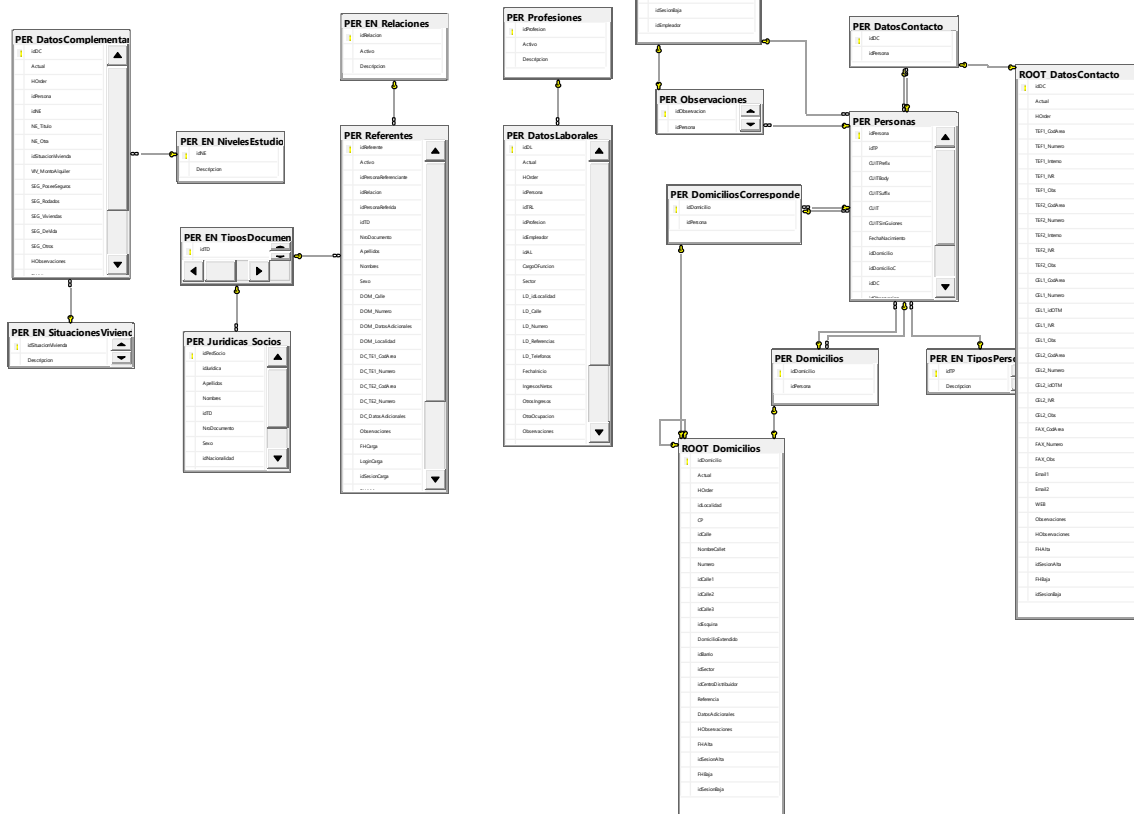 PER DatosComplementar
idDC
Actual
HOrder
idPersona
idNE
NE_Titulo
NE_Otra
idSituacionVivienda
VIV_MontoAlquiler
SEG_PoseeSeguros
SEG_Rodados
SEG_Viviendas
SEG_DeVida
SEG_Otros
HObservaciones
PER EN SituacionesViviend
idSituacionVivienda
Descripcion
PER EN NivelesEstudio
idNE
Descripcion
PER EN TiposDocumen
idTD
PER Juridicas Socios
idPerlSocio
idJuridica
Apellidos
Nombres
idTD
NroDocumento
Sexo
idNacionalidad
PER EN Relaciones
idRelacion
Activo
Descripcion
PER Referentes
idReferente
Activo
idPersonaReferenciante
idRelacion
idPersonaReferida
idTD
NroDocumento
Apellidos
Nombres
Sexo
DOM_Calle
DOM_Numero
DOM_DatosAdicionales
DOM_Localidad
DC_TE1_CodArea
DC_TE1_Numero
DC_TE2_CodArea
DC_TE2_Numero
DC_DatosAdicionales
Observaciones
FHCarga
LoginCarga
idSesionCarga
PER Profesiones
idProfesion
Activo
Descripcion
PER DatosLaborales
idDL
Actual
HOrder
idPersona
idTRL
idProfesion
idEmpleador
idAL
CargoOFuncion
Sector
LD_idLocalidad
LD_Calle
LD_Numero
LD_Referencias
LD_Telefonos
FechaInicio
IngresosNetos
OtrosIngresos
OtraOcupacion
Observaciones
idSesionBaja
idEmpleador
PER Observaciones
idObservacion
idPersona
PER DomiciliosCorresponde
idDomicilio
idPersona
PER DatosContacto
idDC
idPersona
PER Personas
idPersona
idTP
CUITPrefix
CUITBody
CUITSuffix
CUIT
CUITSinGuiones
FechaNacimiento
idDomicilio
idDomicilioC
idDC
PER Domicilios
idDomicilio
idPersona
PER EN TiposPerso
idTP
Descripcion
ROOT Domicilios
idDomicilio
Actual
HOrder
idLocalidad
CP
idCalle
NombreCalle
Numero
idCalle1
idCalle2
idCalle3
idEsquina
DomicilioExtendido
idBarrio
idSector
idCentroDistribuidor
Referencia
DatosAdicionales
HObservaciones
FHAlta
idSesionAlta
FHBaja
idSesionBaja
ROOT DatosContacto
idDC
Actual
HOrder
TEF1_CodArea
TEF1_Numero
TEF1_Interno
TEF1_NR
TEF1_Obs
TEF2_CodArea
TEF2_Numero
TEF2_Interno
TEF2_NR
TEF2_Obs
CEL1_CodArea
CEL1_Numero
CEL1_idDTM
CEL1_NR
CEL1_Obs
CEL2_CodArea
CEL2_Numero
CEL2_idDTM
CEL2_NR
CEL2_Obs
FAX_CodArea
FAX_Numero
FAX_Obs
Email1
Email2
WEB
Observaciones
HObservaciones
FHAlta
idSesionAlta
FHBaja
idSesionBaja